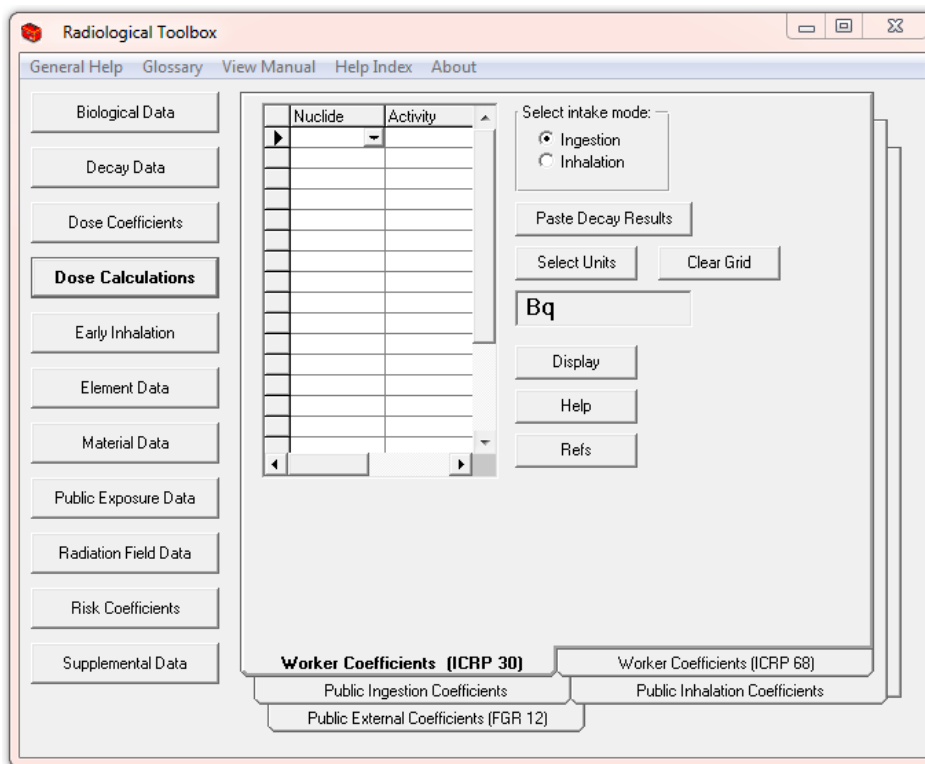 Radiological Toolbox
General Help Glossary View Manual Help Index About
Biological Data
Decay Data
Dose Coefficients
Dose Calculations
Early Inhalation
Element Data
Material Data
Public Exposure Data
Radiation Field Data
Risk Coefficients
Supplemental Data
Nuclide Activity
Select intake mode:
Ingestion
Inhalation
Paste Decay Results
Select Units Clear Grid
Bq
Display
Help
Refs
Worker Coefficients (ICRP 30) Worker Coefficients (ICRP 68)
Public Ingestion Coefficients Public Inhalation Coefficients
Public External Coefficients (FGR 12)